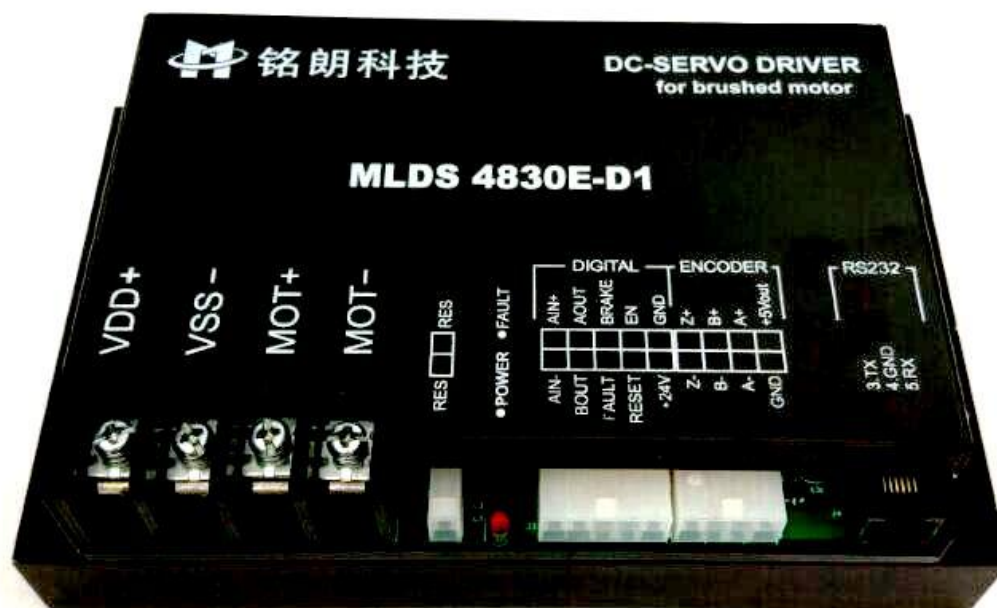 铭朗科技
DC-SERVO DRIVER
for brushed motor
MLDS 4830E-D1
VDD+
VSS -
MOT+
MOT-
RES
RES
POWER
FAULT
DIGITAL
ENCODER
AIN+
AOUT
BRAKE
EN
GND
Z+
B+
A+
+5Vout
AIN-
BOUT
FAULT
RESET
+24V
Z-
B-
A-
GND
RS232
3.TX
4.GND
5.RX